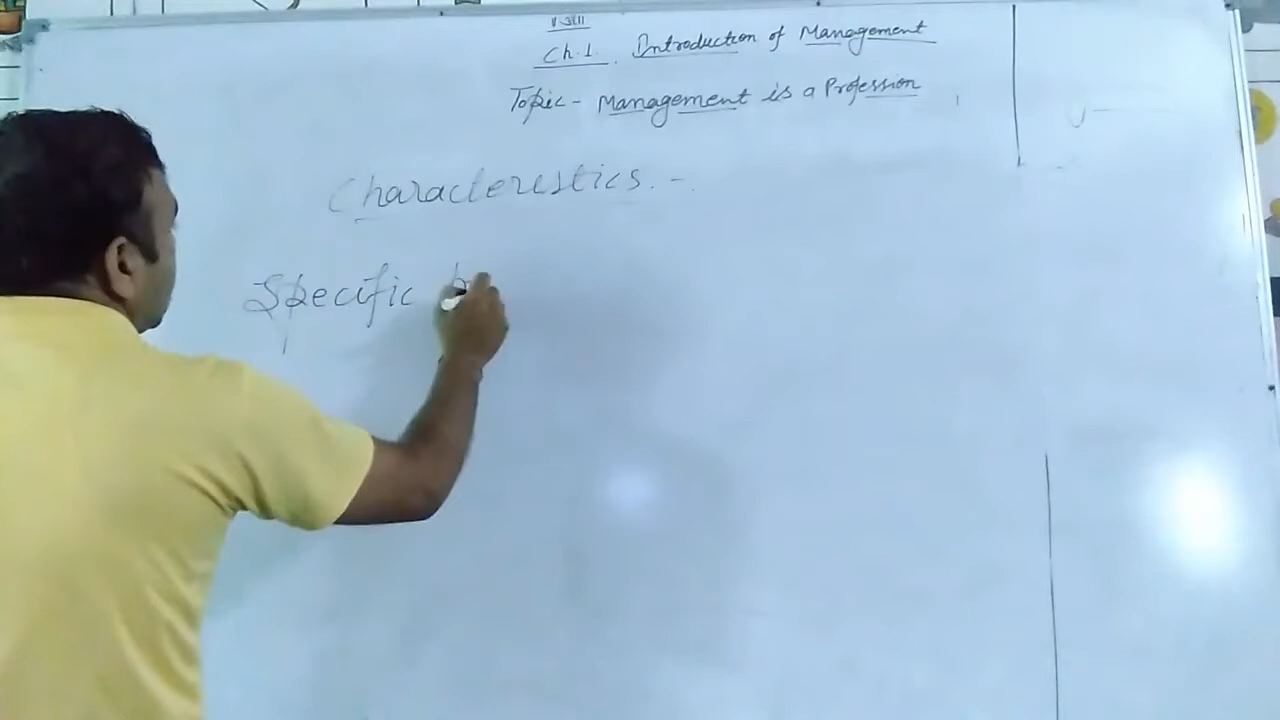 Ch.1. Introduction of Management
Topic - Management is a Profession
Characteristics. -
Specific